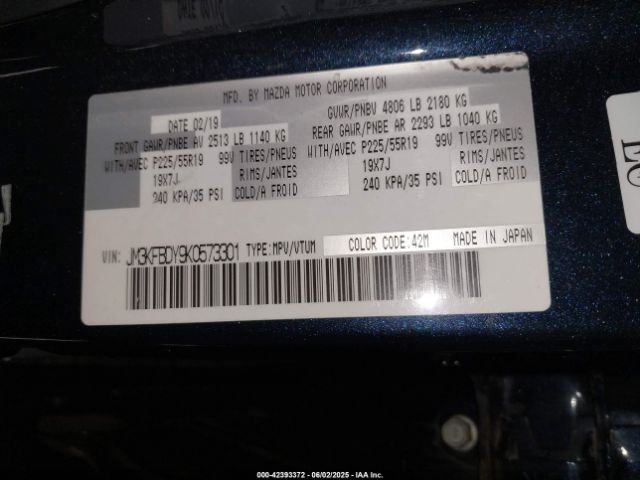 MFD. BY MAZDA MOTOR CORPORATION
DATE 02/19 GVWR/PNBV 4806 LB 2180 KG
FRONT GAWR/PNBE AV 2513 LB 1140 KG REAR GAWR/PNBE AR 2293 LB 1040 KG
WITH/AVEC P225/55R19 99V TIRES/PNEUS WITH/AVEC P225/55R19 99V TIRES/PNEUS
19X7J RIMS/JANTES 19X7J RIMS/JANTES
240 KPA/35 PSI COLD/A FROID 240 KPA/35 PSI COLD/A FROID
VIN: JM3KFBDY9K0573301 TYPE:MPV/VTUM COLOR CODE:42M MADE IN JAPAN
000-42393372 - 06/02/2025 - IAA Inc.